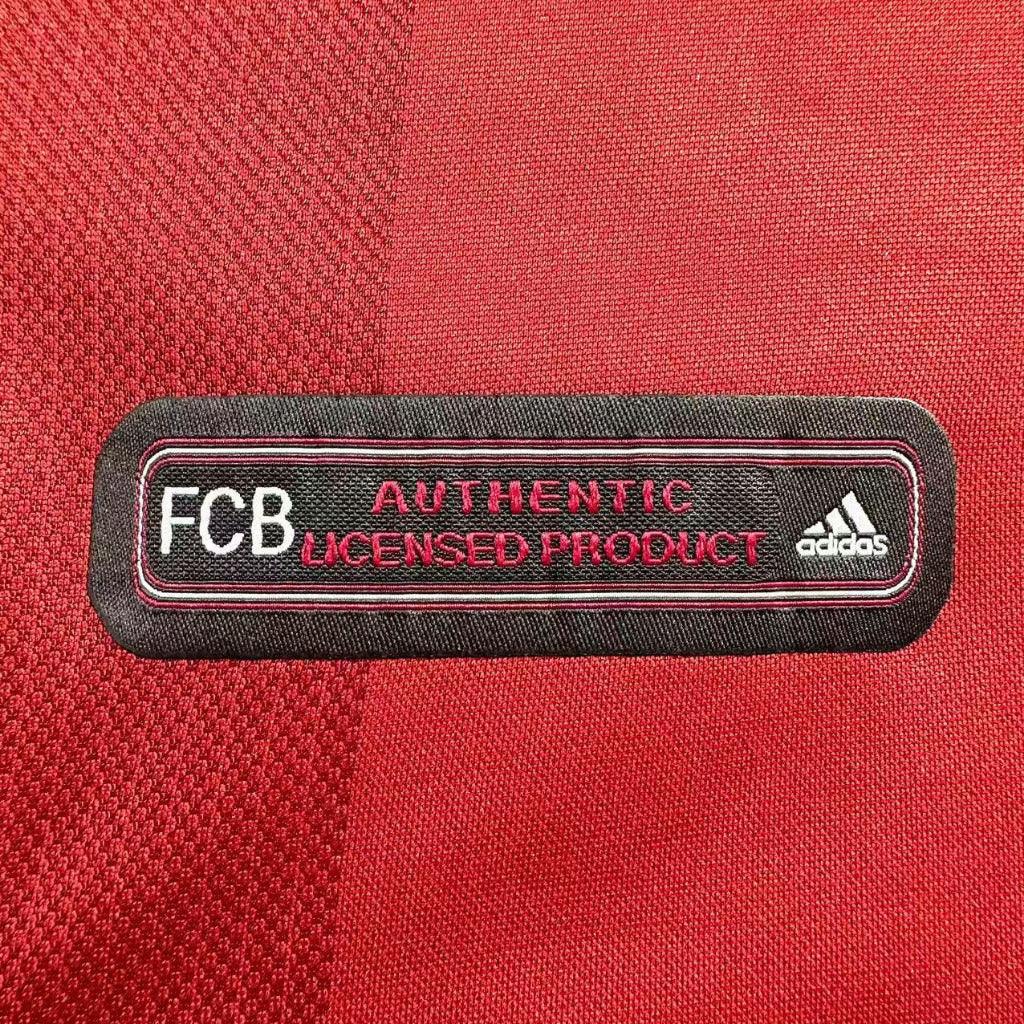 FCB
AUTHENTIC
LICENSED PRODUCT
adidas